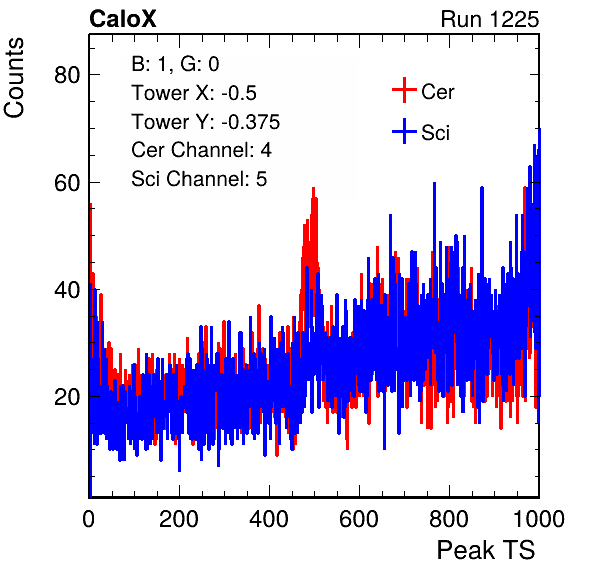 CaloX Run 1225
Counts
80
60
40
20
B: 1, G: 0
Tower X: -0.5
Tower Y: -0.375
Cer Channel: 4
Sci Channel: 5
Cer
Sci
0 200 400 600 800 1000
Peak TS